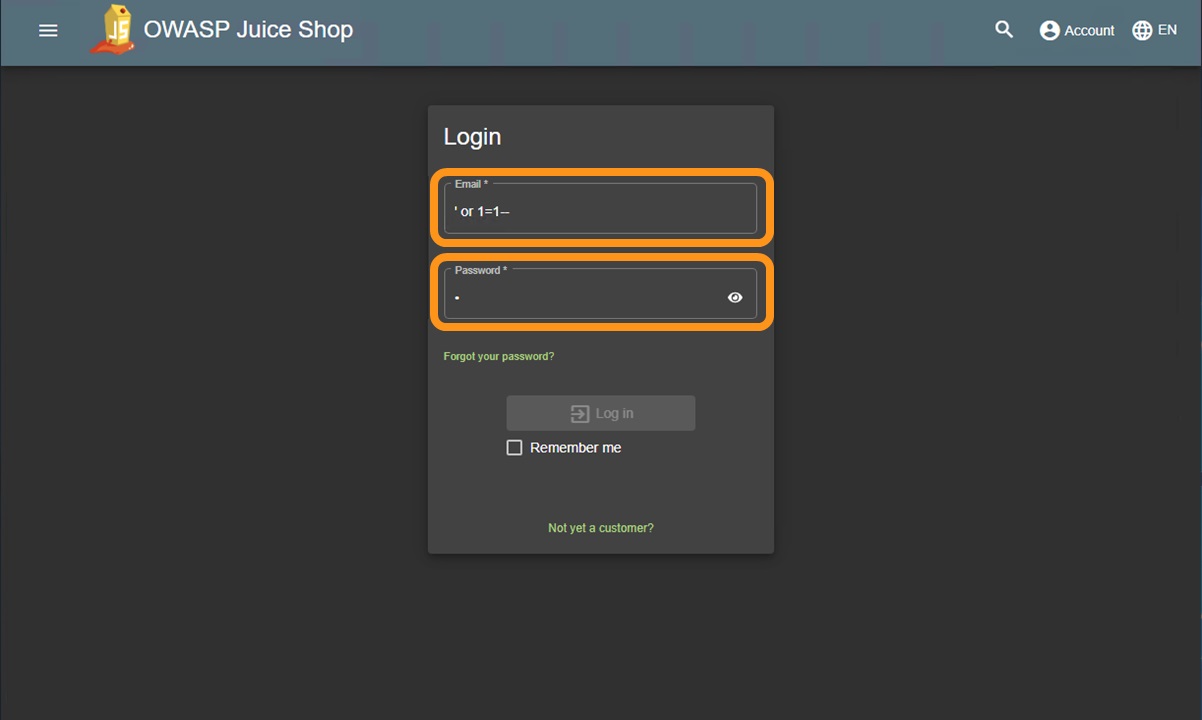 JS
OWASP Juice Shop
Account
EN
Login
Email *
' or 1=1--
Password *
•
Forgot your password?
Log in
Remember me
Not yet a customer?